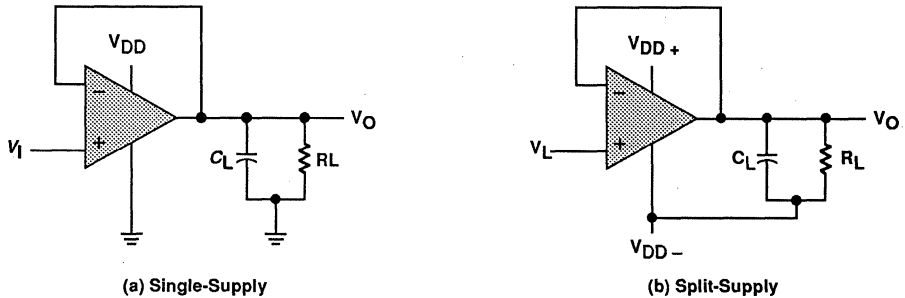 VDD
−
+
VI
CL
RL
VO
(a) Single-Supply
VDD +
−
+
VL
CL
RL
VO
VDD −
(b) Split-Supply